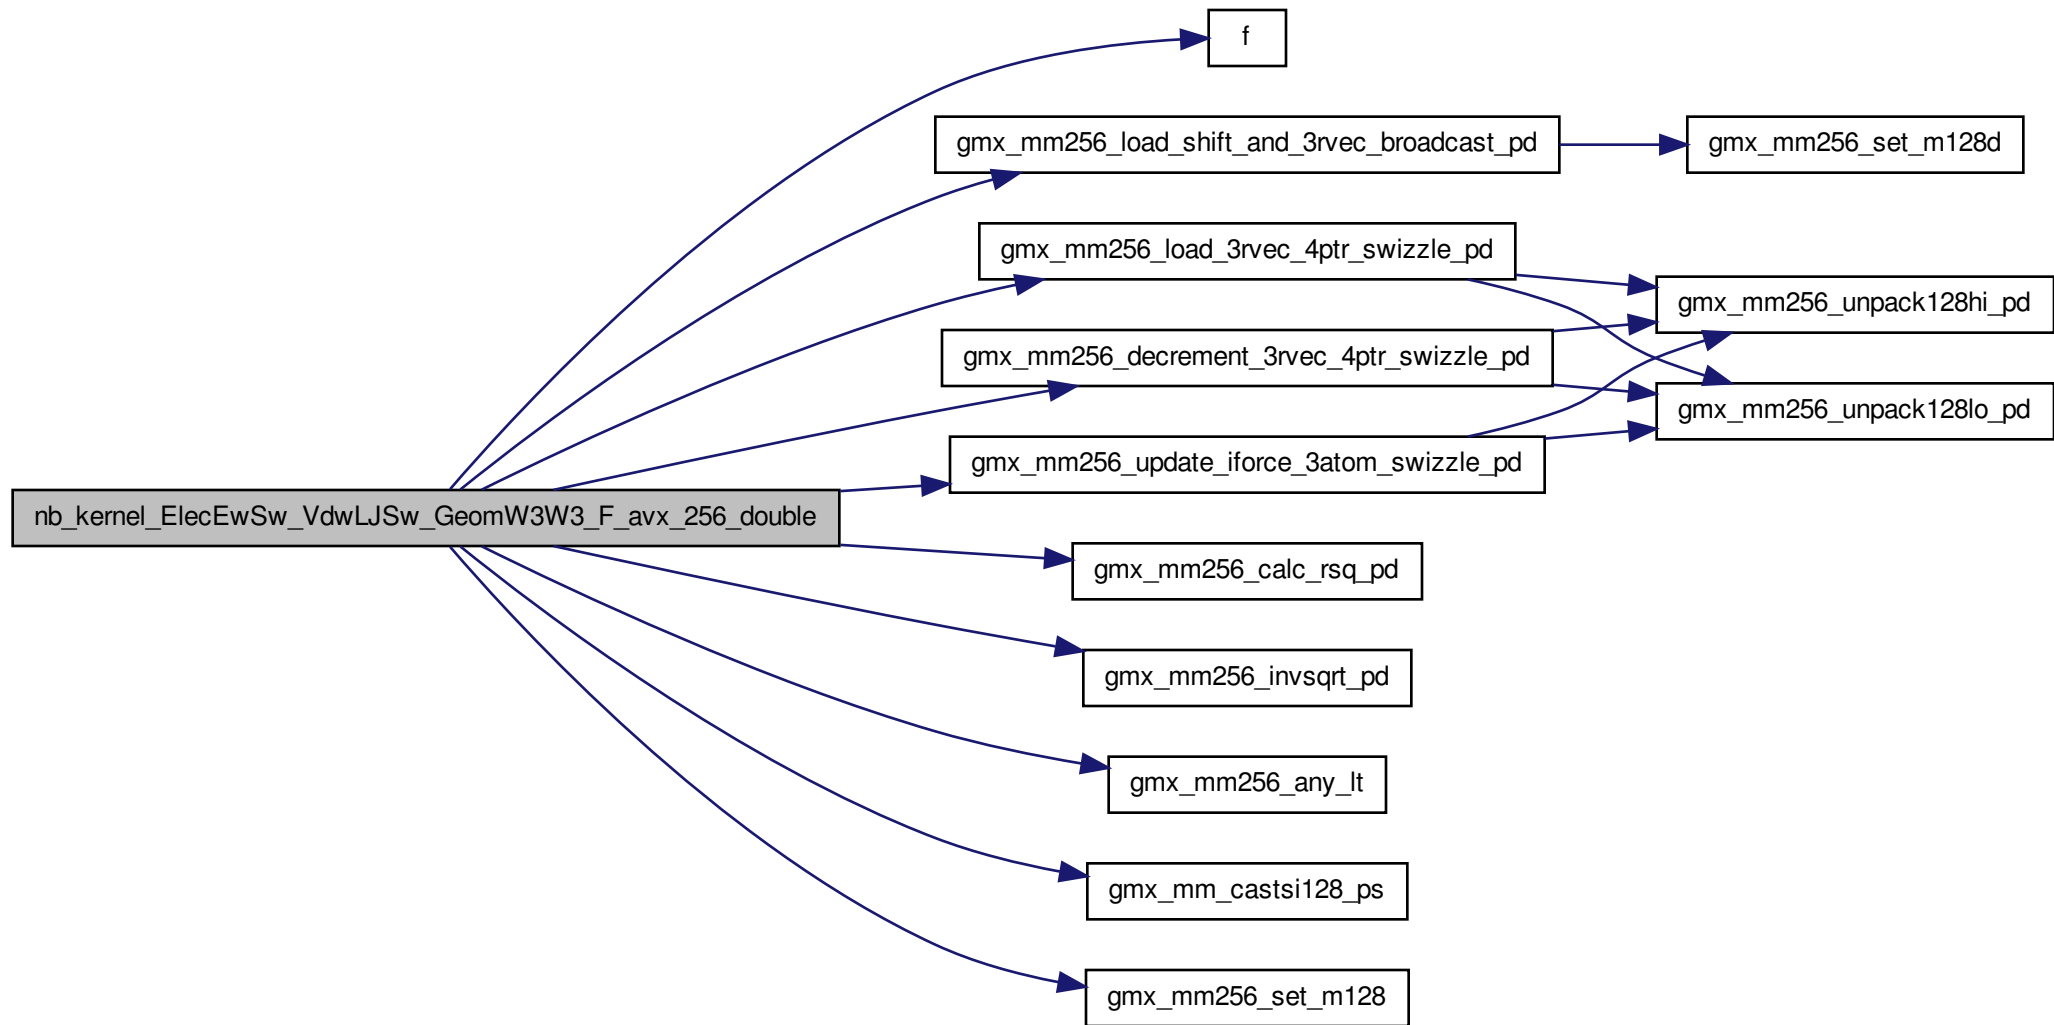 f
gmx_mm256_load_shift_and_3rvec_broadcast_pd
gmx_mm256_set_m128d
gmx_mm256_load_3rvec_4ptr_swizzle_pd
gmx_mm256_unpack128hi_pd
gmx_mm256_decrement_3rvec_4ptr_swizzle_pd
gmx_mm256_unpack128lo_pd
gmx_mm256_update_iforce_3atom_swizzle_pd
nb_kernel_ElecEwSw_VdwLJSw_GeomW3W3_F_avx_256_double
gmx_mm256_calc_rsq_pd
gmx_mm256_invsqrt_pd
gmx_mm256_any_lt
gmx_mm_castsi128_ps
gmx_mm256_set_m128